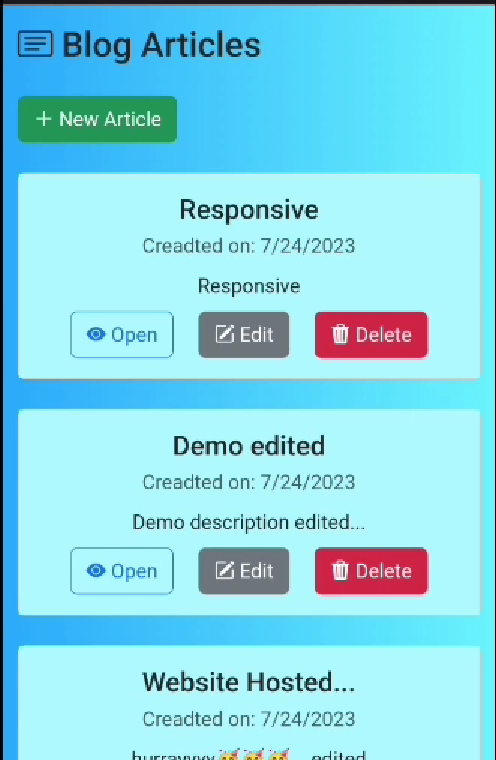 Blog Articles
New Article
Responsive
Creadted on: 7/24/2023
Responsive
Open Edit Delete
Demo edited
Creadted on: 7/24/2023
Demo description edited...
Open Edit Delete
Website Hosted...
Creadted on: 7/24/2023
edited